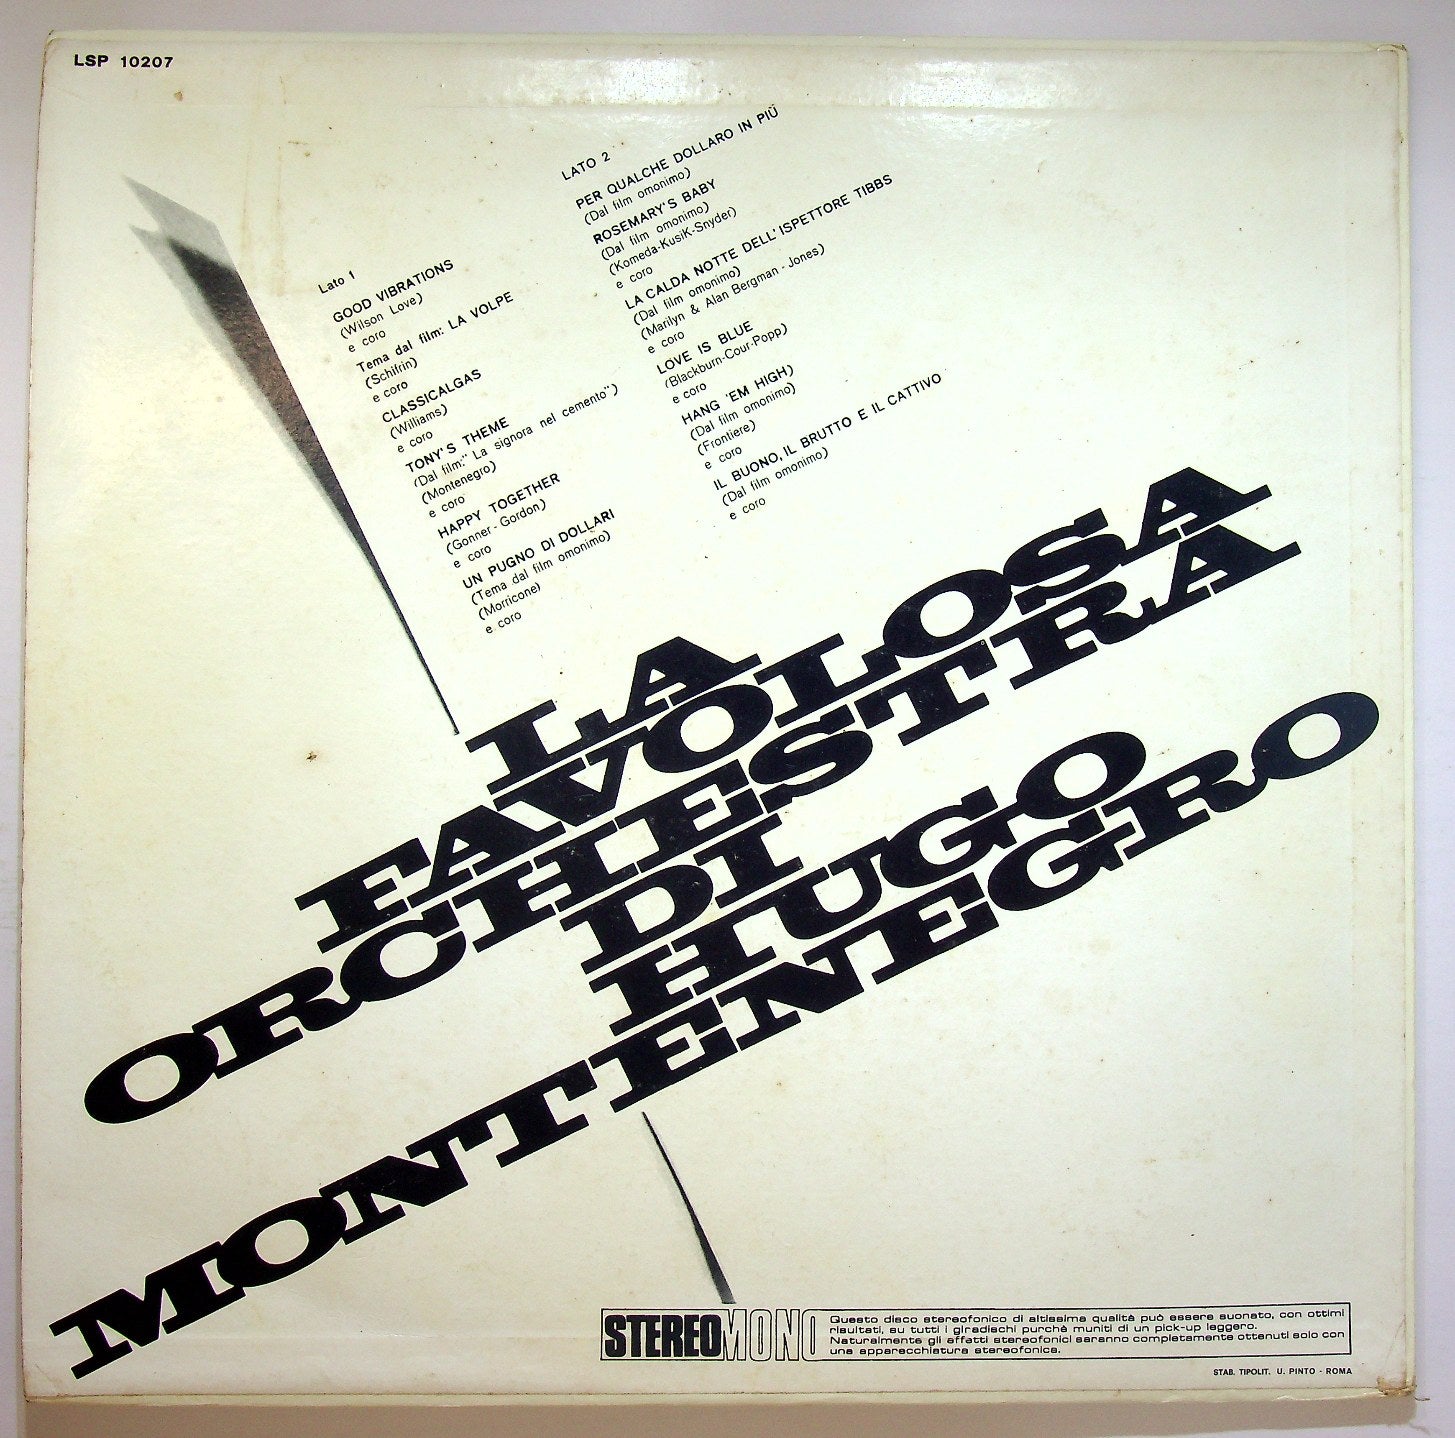 LSP 10207
Lato 1
GOOD VIBRATIONS
(Wilson Love)
e coro
Tema dal film: LA VOLPE
(Schifrin)
e coro
CLASSICALGAS
(Williams)
e coro
TONY'S THEME
(Dal film:" La signora nel cemento")
(Montenegro)
e coro
HAPPY TOGETHER
(Gonner - Gordon)
e coro
UN PUGNO DI DOLLARI
(Tema dal film omonimo)
(Morricone)
e coro
LATO 2
PER QUALCHE DOLLARO IN PIÙ
(Dal film omonimo)
ROSEMARY'S BABY
(Dal film omonimo)
(Komeda-KusiK-Snyder)
e coro
LA CALDA NOTTE DELL'ISPETTORE TIBBS
(Dal film omonimo)
(Marilyn & Alan Bergman - Jones)
e coro
LOVE IS BLUE
(Blackburn-Cour-Popp)
e coro
HANG 'EM HIGH)
(Dal film omonimo)
(Frontiere)
e coro
IL BUONO, IL BRUTTO E IL CATTIVO
(Dal film omonimo)
e coro
LA
FAVOLOSA
ORCHESTRA
DI
HUGO
MONTENEGRO
STEREO MONO
Questo disco stereofonico di altissima qualità può essere suonato, con ottimi
risultati, su tutti i giradischi purchè muniti di un pick-up leggero.
Naturalmente gli effetti stereofonici saranno completamente ottenuti solo con
una apparecchiatura stereofonica.
STAB. TIPOLIT. U. PINTO - ROMA